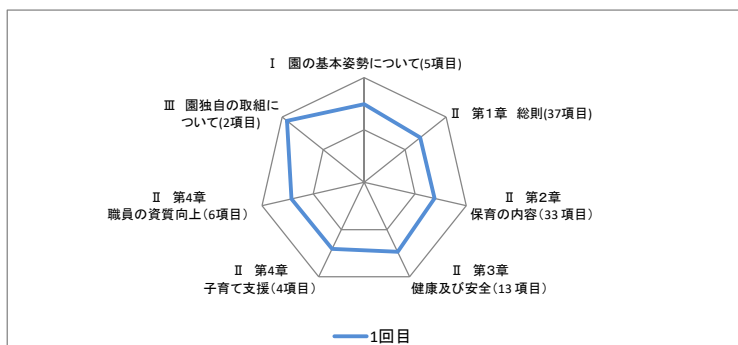 Ⅰ　園の基本姿勢について(5項目)
Ⅱ　第1章　総則(37項目)
Ⅱ　第2章
保育の内容（33 項目）
Ⅱ　第3章
健康及び安全（13 項目）
Ⅱ　第4章
子育て支援（4項目）
Ⅱ　第4章
職員の資質向上（6項目）
Ⅲ　園独自の取組に
ついて(2項目)
1回目